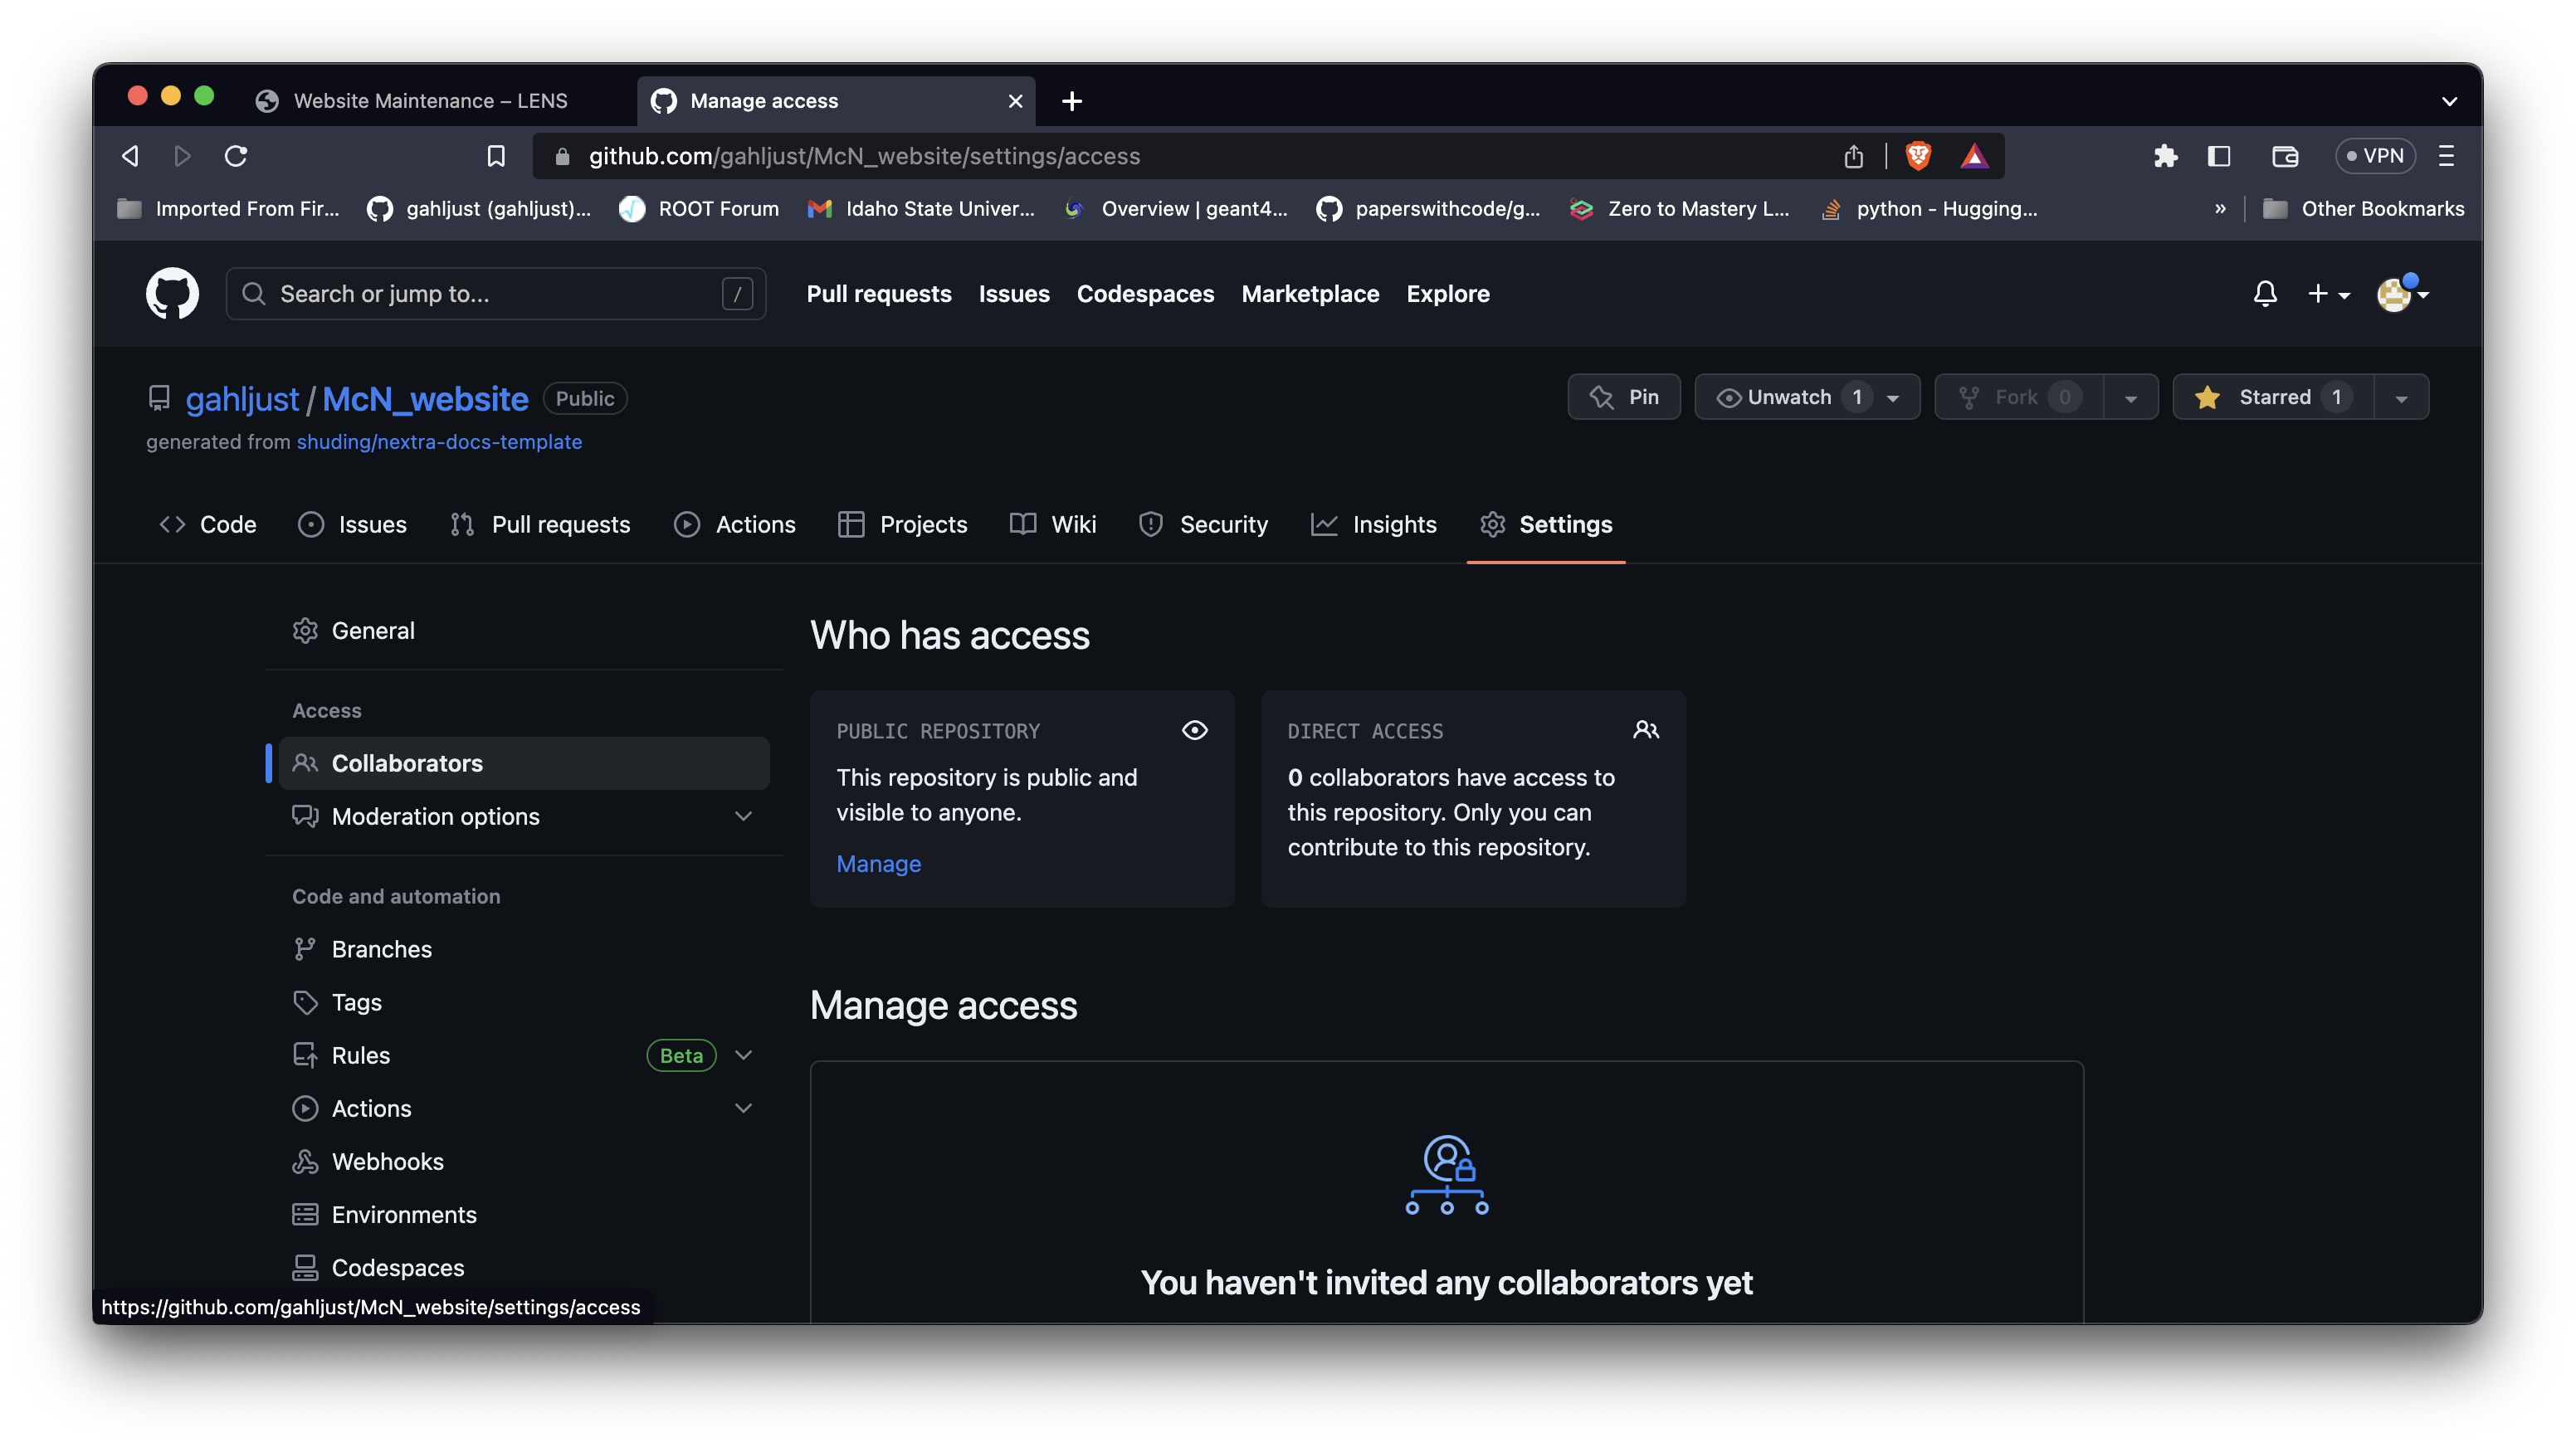 Website Maintenance – LENS
Manage access
github.com/gahljust/McN_website/settings/access
VPN
Imported From Fir...
gahljust (gahljust)...
ROOT Forum
Idaho State Univer...
Overview | geant4...
paperswithcode/g...
Zero to Mastery L...
python - Hugging...
»
Other Bookmarks
Search or jump to...
/
Pull requests
Issues
Codespaces
Marketplace
Explore
gahljust / McN_website
Public
Pin
Unwatch 1
Fork 0
Starred 1
generated from shuding/nextra-docs-template
Code
Issues
Pull requests
Actions
Projects
Wiki
Security
Insights
Settings
General
Access
Collaborators
Moderation options
Code and automation
Branches
Tags
Rules
Beta
Actions
Webhooks
Environments
Codespaces
Who has access
PUBLIC REPOSITORY
This repository is public and
visible to anyone.
Manage
DIRECT ACCESS
0 collaborators have access to
this repository. Only you can
contribute to this repository.
Manage access
You haven't invited any collaborators yet
https://github.com/gahljust/McN_website/settings/access